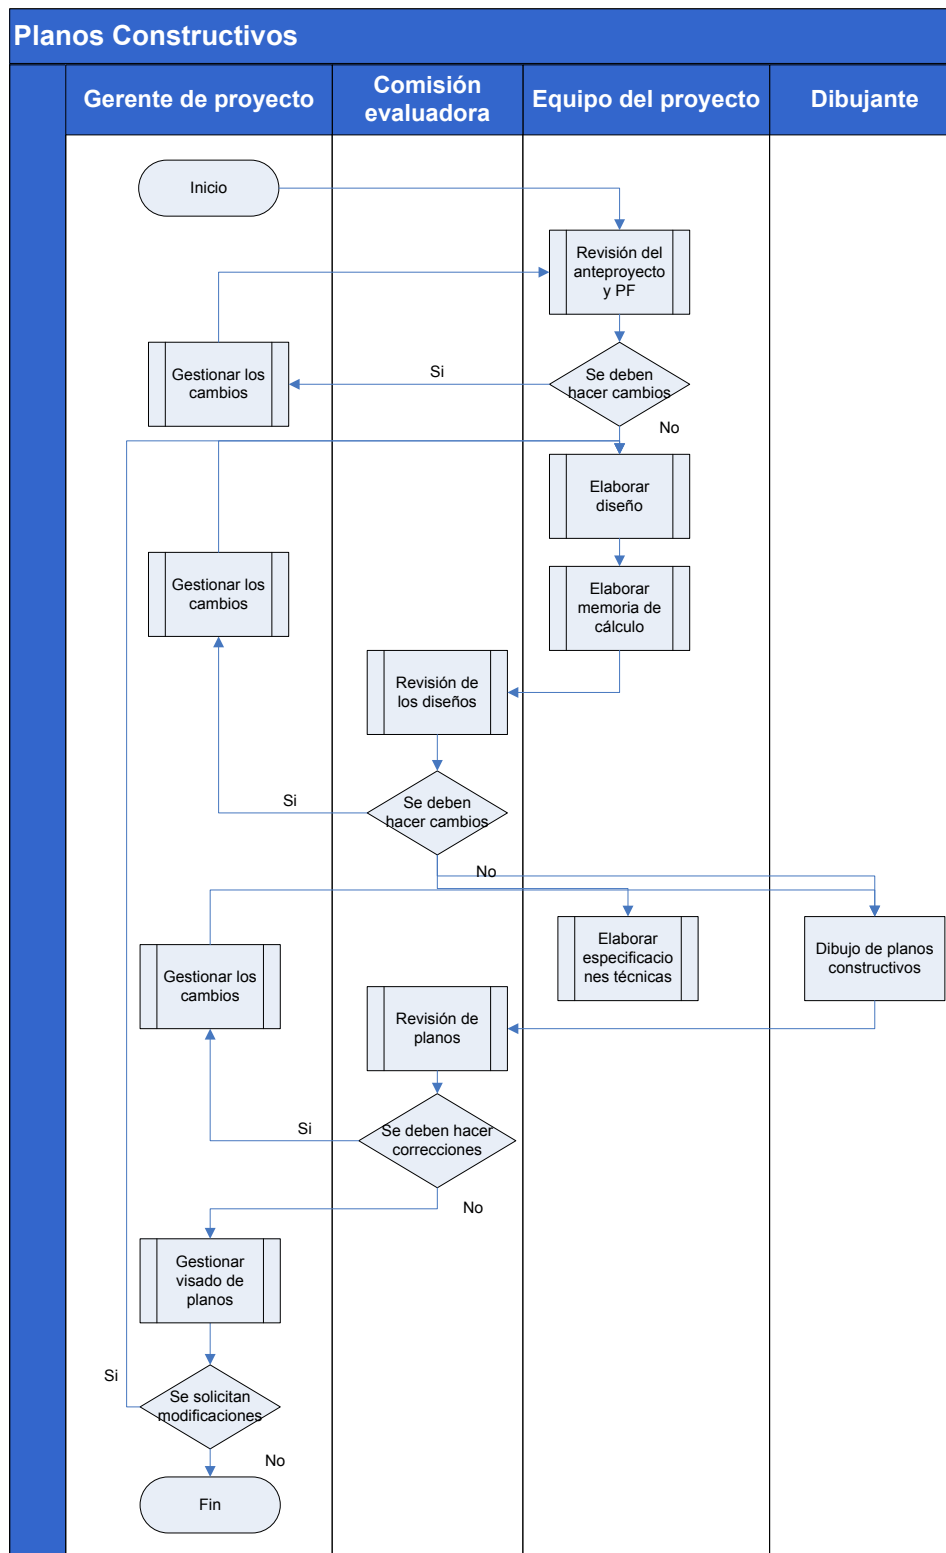 Planos Constructivos
Gerente de proyecto
Comisión
evaluadora
Equipo del proyecto
Dibujante
Inicio
Revisión del
anteproyecto
y PF
Gestionar los
cambios
Si
Se deben
hacer cambios
No
Elaborar
diseño
Gestionar los
cambios
Elaborar
memoria de
cálculo
Revisión de
los diseños
Si
Se deben
hacer cambios
No
Gestionar los
cambios
Elaborar
especificacio
nes técnicas
Dibujo de planos
constructivos
Revisión de
planos
Si
Se deben hacer
correcciones
No
Gestionar
visado de
planos
Si
Se solicitan
modificaciones
No
Fin